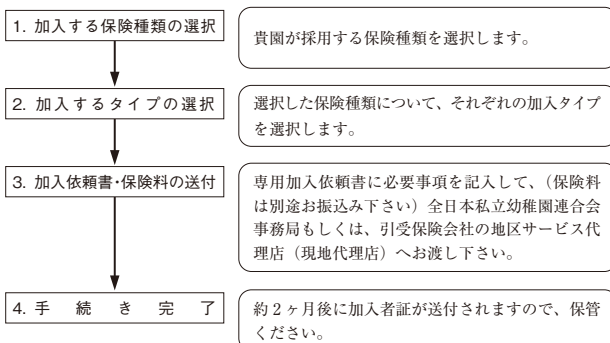 1. 加入する保険種類の選択
貴園が採用する保険種類を選択します。
2. 加入するタイプの選択
選択した保険種類について、それぞれの加入タイプ
を選択します。
3. 加入依頼書・保険料の送付
専用加入依頼書に必要事項を記入して、（保険料
は別途お振込み下さい）全日本私立幼稚園連合会
事務局もしくは、引受保険会社の地区サービス代
理店（現地代理店）へお渡し下さい。
4. 手続き完了
約２ヶ月後に加入者証が送付されますので、保管
ください。